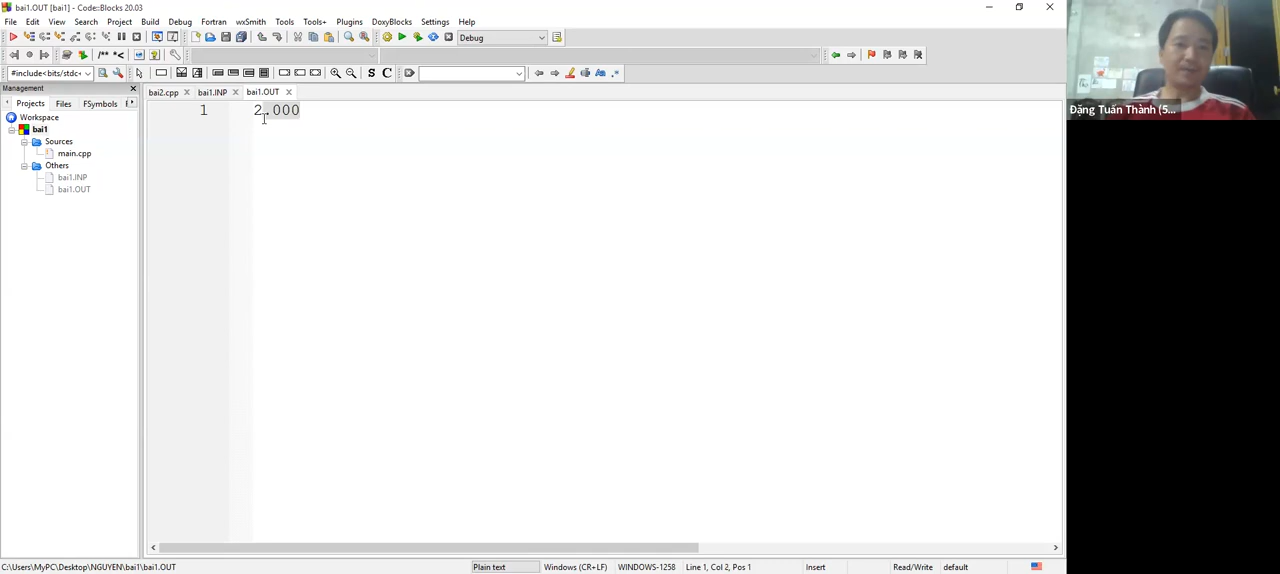 bai1.OUT [bai1] - Code::Blocks 20.03
File Edit View Search Project Build Debug Fortran wxSmith Tools Tools+ Plugins DoxyBlocks Settings Help
Debug
/** *<
#include<bits/stdc+ S C
Management
Projects Files FSymbols
bai2.cpp bai1.INP bai1.OUT
1 2.000
Workspace
bai1
Sources
main.cpp
Others
bai1.INP
bai1.OUT
Đặng Tuấn Thành (5...
C:\Users\MyPC\Desktop\NGUYEN\bai1\bai1.OUT Plain text Windows (CR+LF) WINDOWS-1258 Line 1, Col 2, Pos 1 Insert Read/Write default